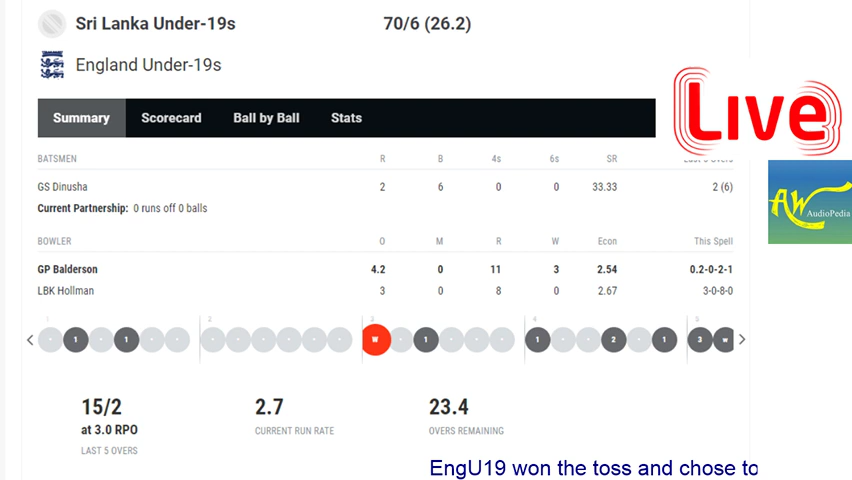 Sri Lanka Under-19s 70/6 (26.2)
England Under-19s
LIVE
Summary Scorecard Ball by Ball Stats
BATSMEN R B 4s 6s SR
GS Dinusha 2 6 0 0 33.33 2 (6)
Current Partnership: 0 runs off 0 balls
AW AudioPedia
BOWLER O M R W Econ This Spell
GP Balderson 4.2 0 11 3 2.54 0.2-0-2-1
LBK Hollman 3 0 8 0 2.67 3-0-8-0
1 2 3 4 5
1 1 W 1 1 2 1 3 w
15/2 2.7 23.4
at 3.0 RPO CURRENT RUN RATE OVERS REMAINING
LAST 5 OVERS
EngU19 won the toss and chose to